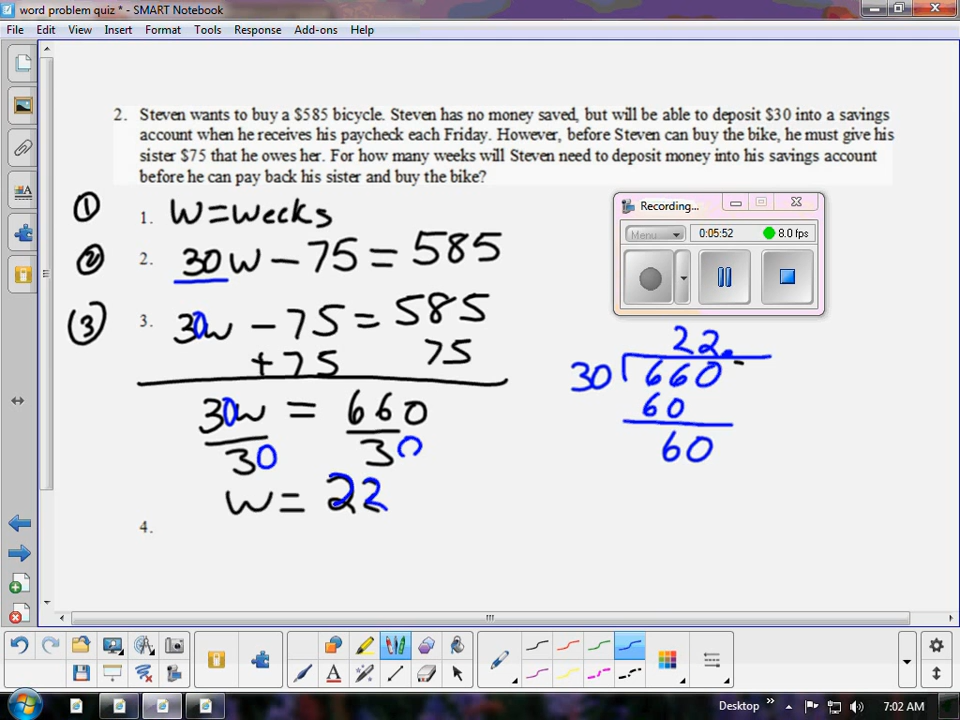 word problem quiz * - SMART Notebook
File Edit View Insert Format Tools Response Add-ons Help
2. Steven wants to buy a $585 bicycle. Steven has no money saved, but will be able to deposit $30 into a savings
account when he receives his paycheck each Friday. However, before Steven can buy the bike, he must give his
sister $75 that he owes her. For how many weeks will Steven need to deposit money into his savings account
before he can pay back his sister and buy the bike?
① 1. W=weeks
② 2. 30w - 75 = 585
③ 3. 30w - 75 = 585
+75 75
30w = 660
30 30
w = 22
4.
Recording...
Menu 0:05:52 8.0 fps
22.
30 660
60
60
Desktop » 7:02 AM